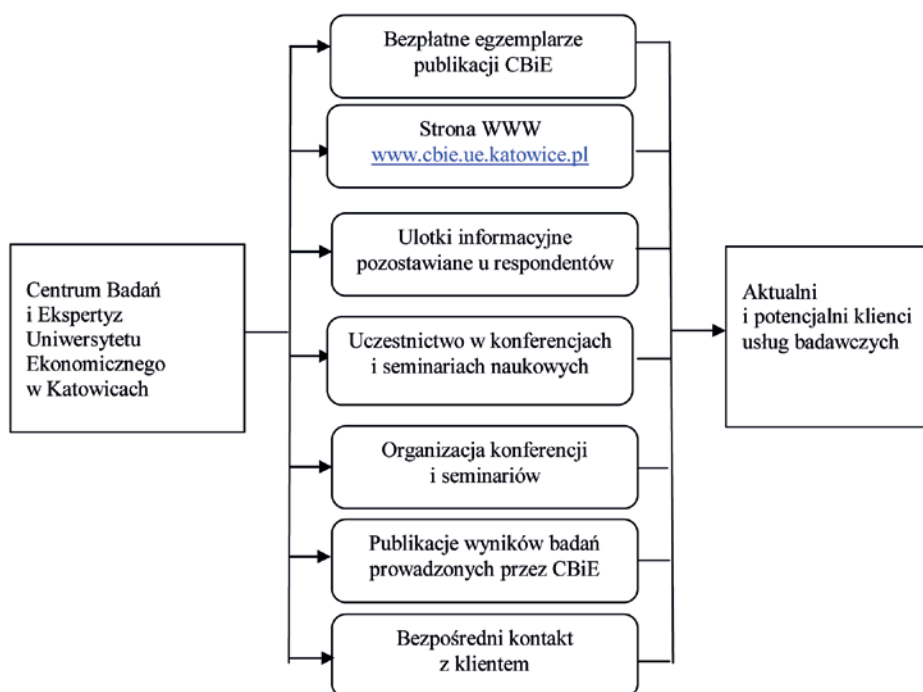 Bezpłatne egzemplarze
publikacji CBiE
Strona WWW
www.cbie.ue.katowice.pl
Ulotki informacyjne
pozostawiane u respondentów
Centrum Badań
i Ekspertyz
Uniwersytetu
Ekonomicznego
w Katowicach
Aktualni
i potencjalni klienci
usług badawczych
Uczestnictwo w konferencjach
i seminariach naukowych
Organizacja konferencji
i seminariów
Publikacje wyników badań
prowadzonych przez CBiE
Bezpośredni kontakt
z klientem